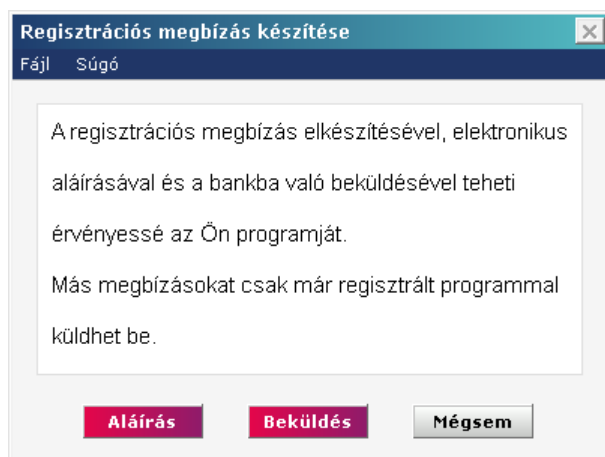 Regisztrációs megbízás készítése
Fájl Súgó
A regisztrációs megbízás elkészítésével, elektronikus
aláírásával és a bankba való beküldésével teheti
érvényessé az Ön programját.
Más megbízásokat csak már regisztrált programmal
küldhet be.
Aláírás Beküldés Mégsem